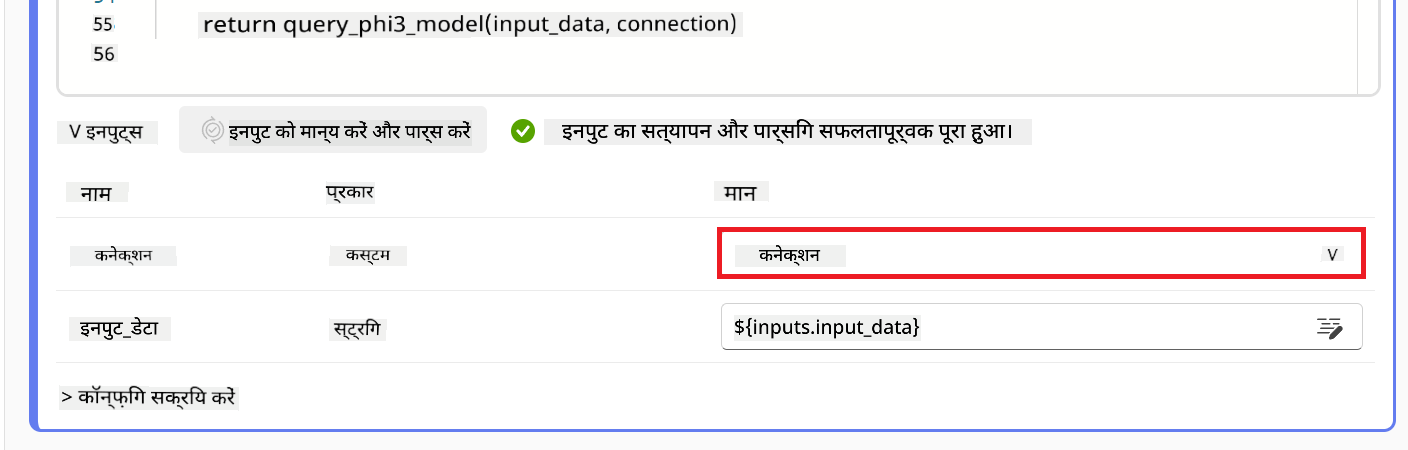 55 return query_phi3_model(input_data, connection)
56
V इनपुट्स इनपुट को मान्य करें और पार्स करें इनपुट का सत्यापन और पार्सिंग सफलतापूर्वक पूरा हुआ।
नाम प्रकार मान
कनेक्शन कस्टम कनेक्शन V
इनपुट_डेटा स्ट्रिंग ${inputs.input_data}
> कॉन्फ़िग सक्रिय करें